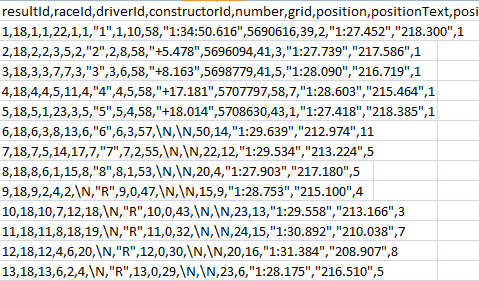 resultId,raceId,driverId,constructorId,number,grid,position,positionText,posi
1,18,1,1,22,1,1,"1",1,10,58,"1:34:50.616",5690616,39,2,"1:27.452","218.300",1
2,18,2,2,3,5,2,"2",2,8,58,"+5.478",5696094,41,3,"1:27.739","217.586",1
3,18,3,3,7,7,3,"3",3,6,58,"+8.163",5698779,41,5,"1:28.090","216.719",1
4,18,4,4,5,11,4,"4",4,5,58,"+17.181",5707797,58,7,"1:28.603","215.464",1
5,18,5,1,23,3,5,"5",5,4,58,"+18.014",5708630,43,1,"1:27.418","218.385",1
6,18,6,3,8,13,6,"6",6,3,57,\N,\N,50,14,"1:29.639","212.974",11
7,18,7,5,14,17,7,"7",7,2,55,\N,\N,22,12,"1:29.534","213.224",5
8,18,8,6,1,15,8,"8",8,1,53,\N,\N,20,4,"1:27.903","217.180",5
9,18,9,2,4,2,\N,"R",9,0,47,\N,\N,15,9,"1:28.753","215.100",4
10,18,10,7,12,18,\N,"R",10,0,43,\N,\N,23,13,"1:29.558","213.166",3
11,18,11,8,18,19,\N,"R",11,0,32,\N,\N,24,15,"1:30.892","210.038",7
12,18,12,4,6,20,\N,"R",12,0,30,\N,\N,20,16,"1:31.384","208.907",8
13,18,13,6,2,4,\N,"R",13,0,29,\N,\N,23,6,"1:28.175","216.510",5